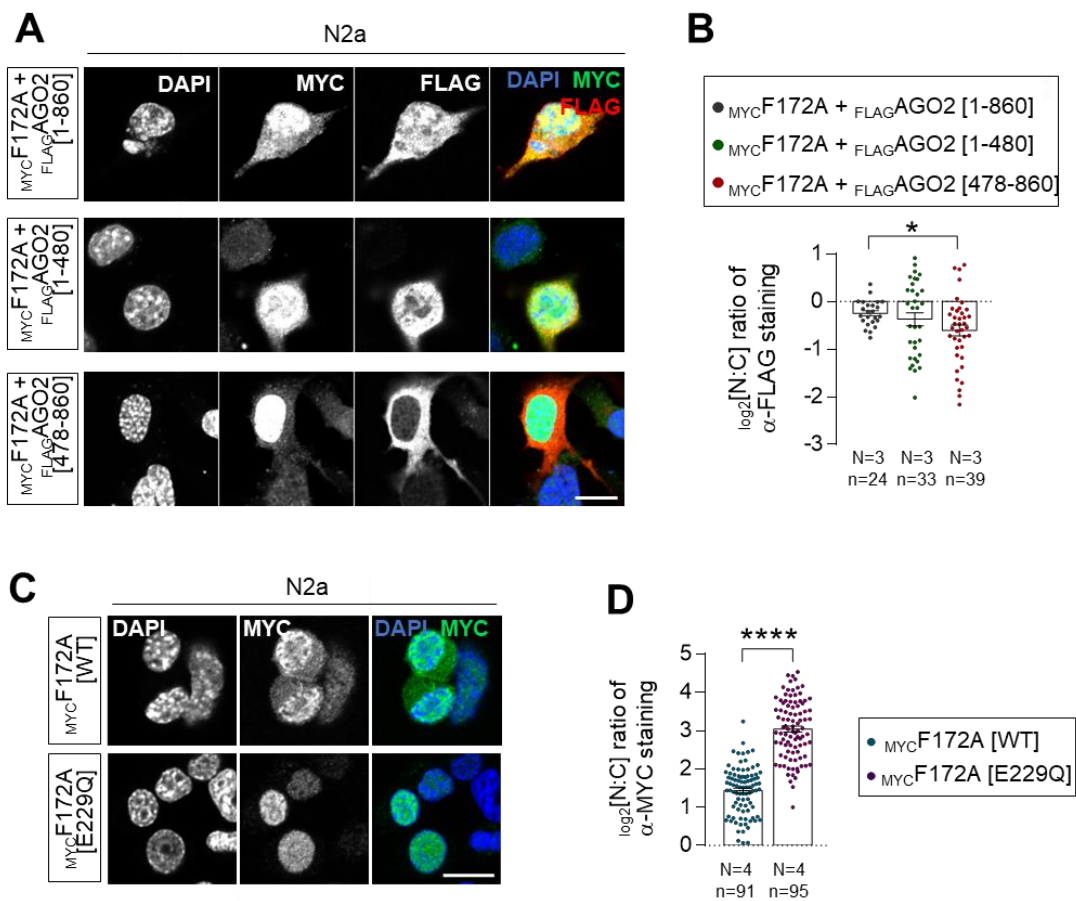 A
N2a
MYCF172A +
FLAGAGO2
[1-860]
DAPI
MYC
FLAG
DAPI MYC
FLAG
MYCF172A +
FLAGAGO2
[1-480]
MYCF172A +
FLAGAGO2
[478-860]
B
MYCF172A + FLAGAGO2 [1-860]
MYCF172A + FLAGAGO2 [1-480]
MYCF172A + FLAGAGO2 [478-860]
*
log2[N:C] ratio of
α-FLAG staining
1
0
-1
-2
-3
N=3 N=3 N=3
n=24 n=33 n=39
C
N2a
MYCF172A
[WT]
DAPI
MYC
DAPI MYC
MYCF172A
[E229Q]
D
****
log2[N:C] ratio of
α-MYC staining
5
4
3
2
1
0
N=4 N=4
n=91 n=95
MYCF172A [WT]
MYCF172A [E229Q]